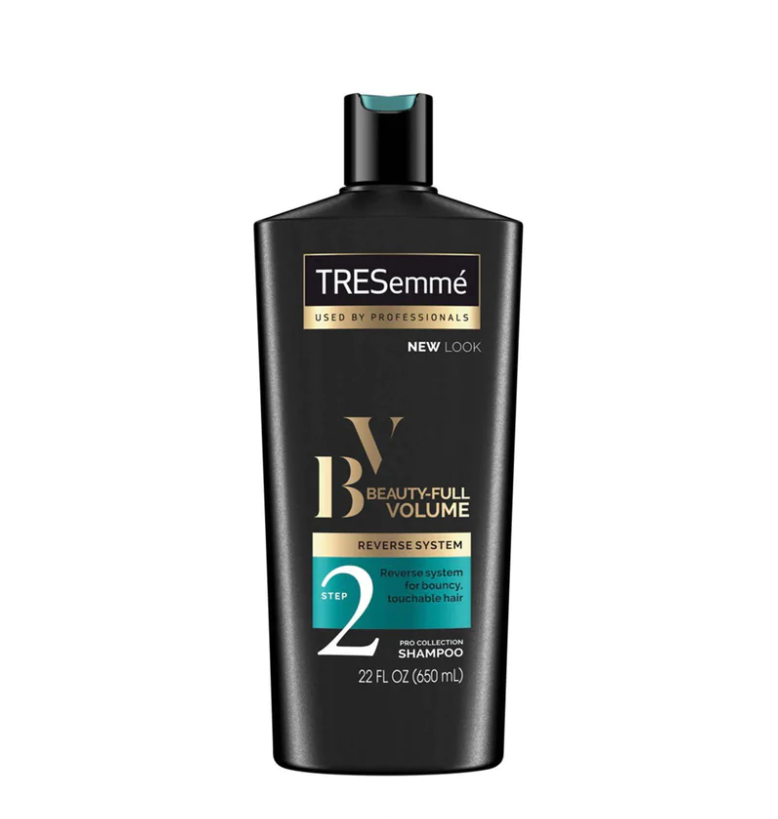 TRESemmé
USED BY PROFESSIONALS
NEW LOOK
BV
BEAUTY-FULL
VOLUME
REVERSE SYSTEM
STEP 2
Reverse system
for bouncy,
touchable hair
PRO COLLECTION
SHAMPOO
22 FL OZ (650 mL)